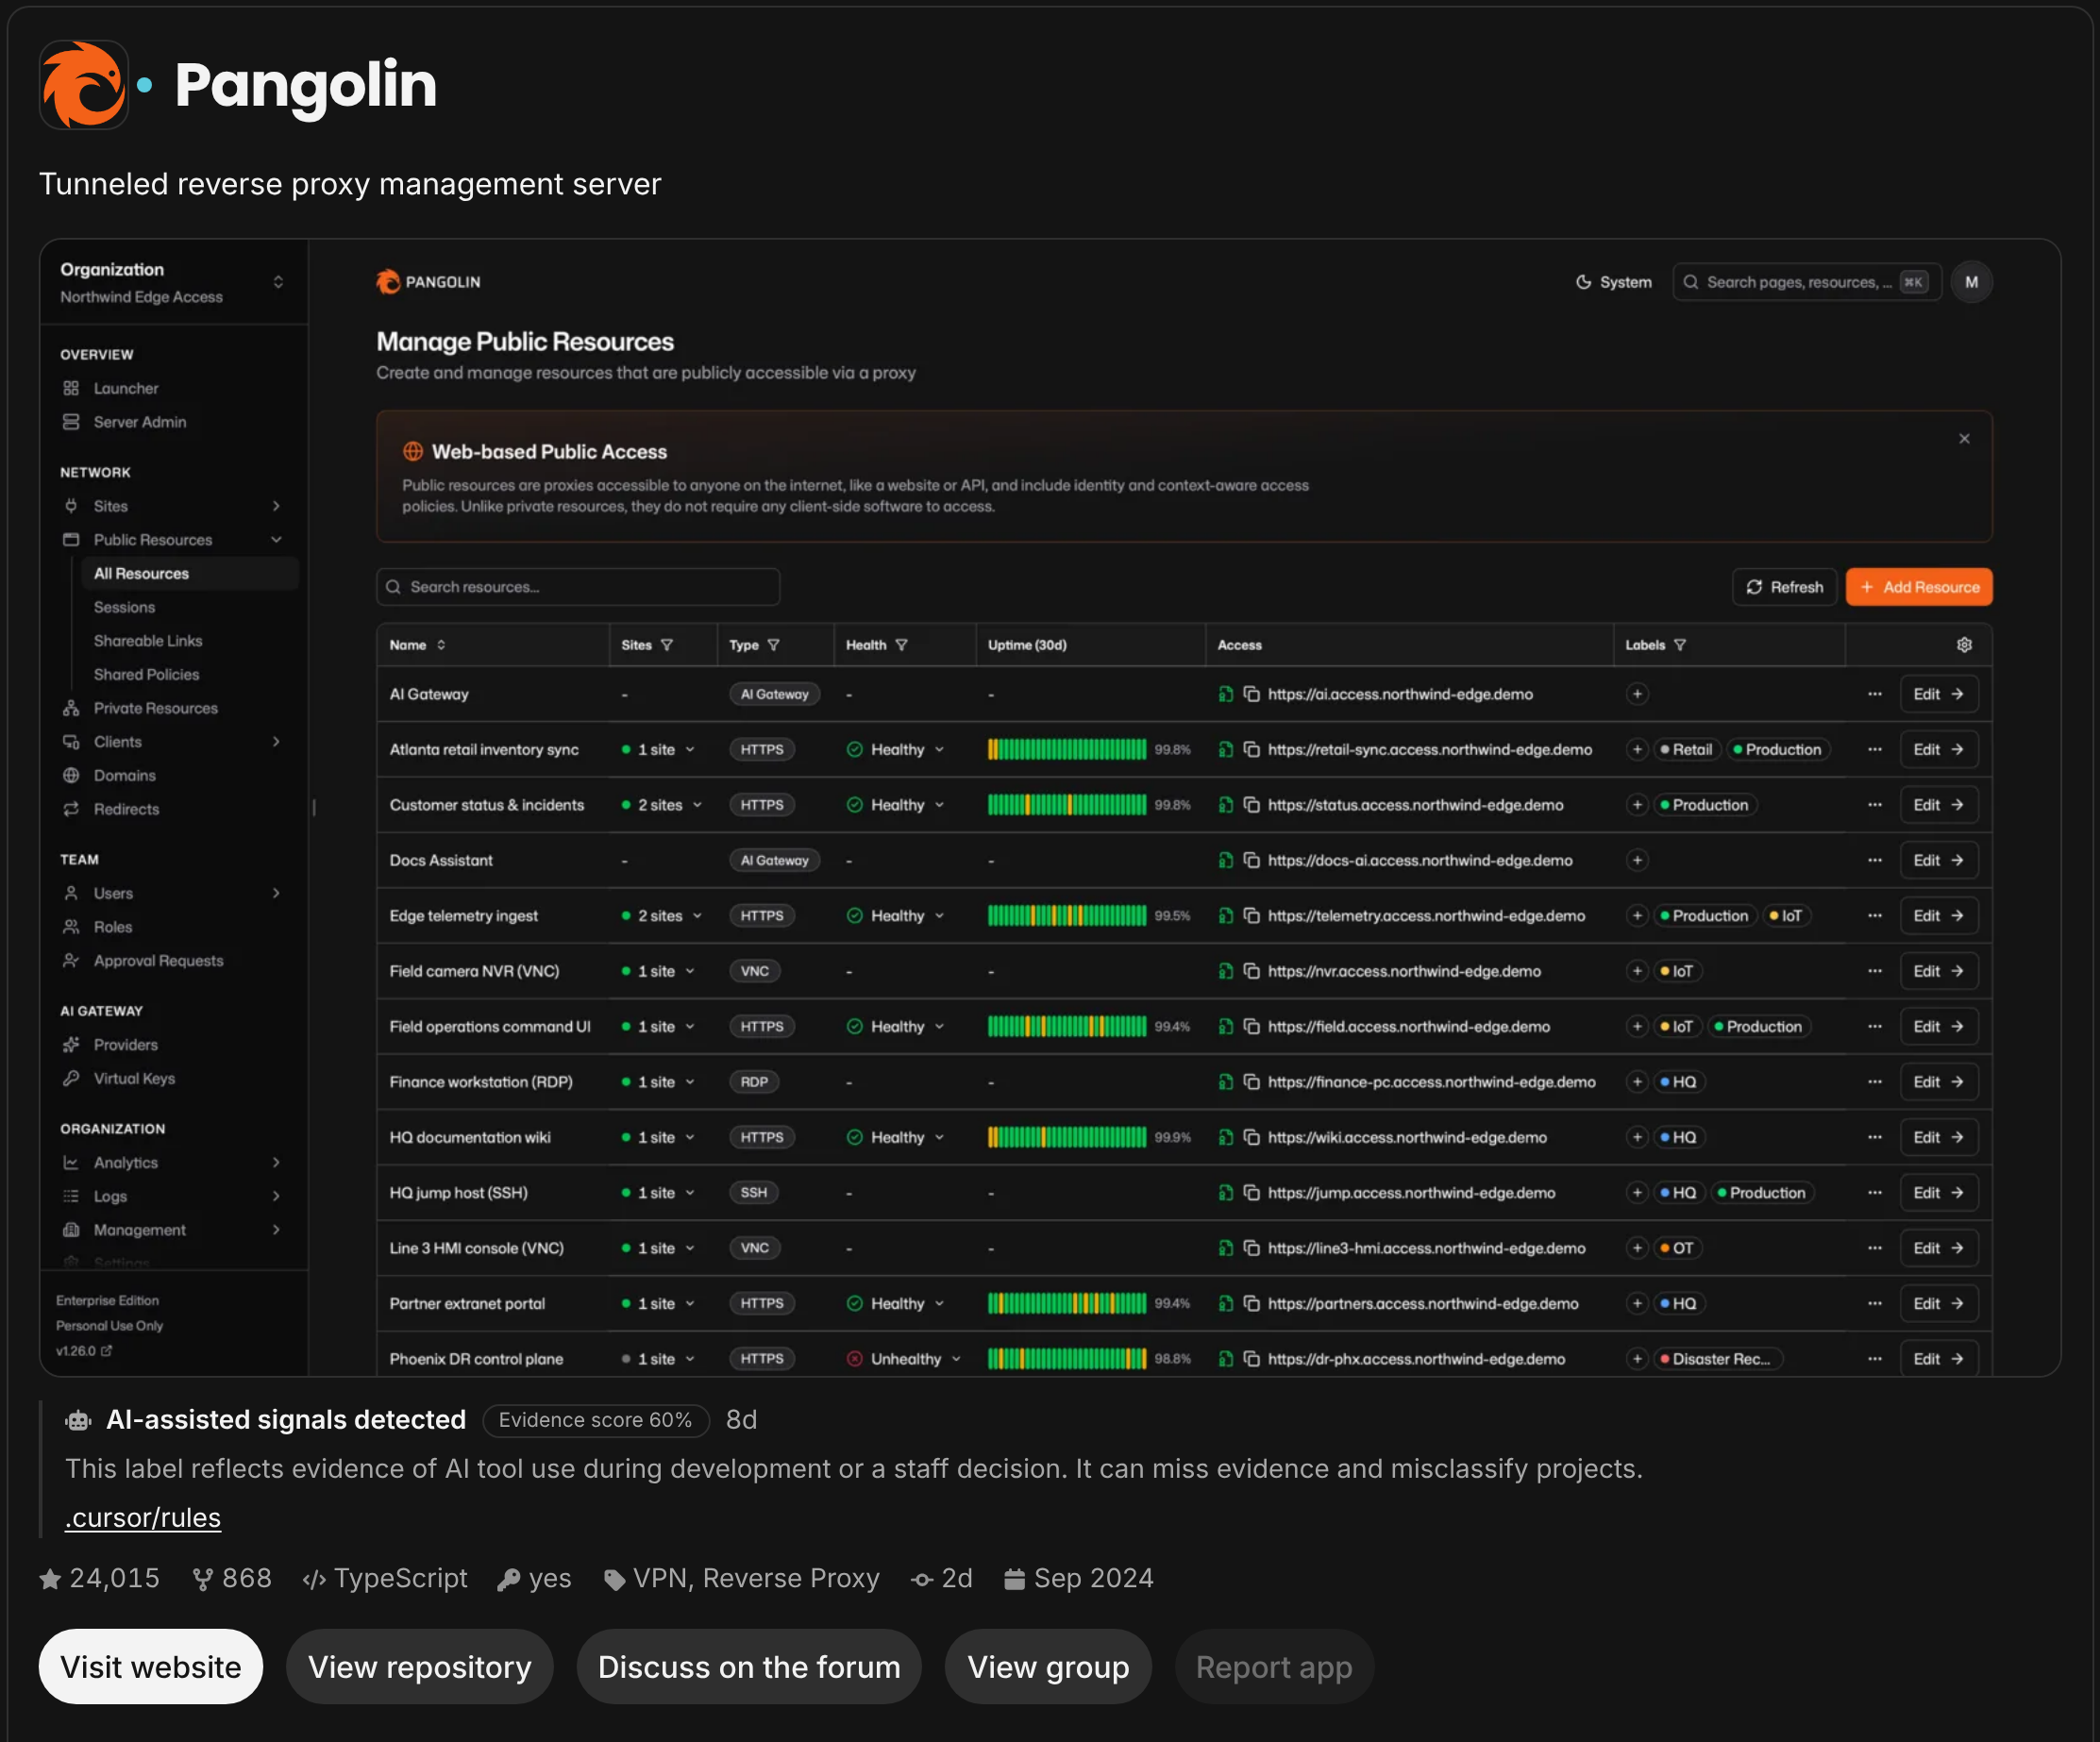 Pangolin
Tunneled reverse proxy management server
Organization
Northwind Edge Access
OVERVIEW
Launcher
Server Admin
NETWORK
Sites
Public Resources
All Resources
Sessions
Shareable Links
Shared Policies
Private Resources
Clients
Domains
Redirects
TEAM
Users
Roles
Approval Requests
AI GATEWAY
Providers
Virtual Keys
ORGANIZATION
Analytics
Logs
Management
Settings
Enterprise Edition
Personal Use Only
v1.26.0
PANGOLIN
System
Search pages, resources, ... ⌘K
M
Manage Public Resources
Create and manage resources that are publicly accessible via a proxy
Web-based Public Access
Public resources are proxies accessible to anyone on the internet, like a website or API, and include identity and context-aware access
policies. Unlike private resources, they do not require any client-side software to access.
Search resources...
Refresh
+ Add Resource
Name Sites Type Health Uptime (30d) Access Labels
AI Gateway - AI Gateway - - https://ai.access.northwind-edge.demo + ... Edit →
Atlanta retail inventory sync 1 site HTTPS Healthy 99.8% https://retail-sync.access.northwind-edge.demo + Retail Production ... Edit →
Customer status & incidents 2 sites HTTPS Healthy 99.8% https://status.access.northwind-edge.demo + Production ... Edit →
Docs Assistant - AI Gateway - - https://docs-ai.access.northwind-edge.demo + ... Edit →
Edge telemetry ingest 2 sites HTTPS Healthy 99.5% https://telemetry.access.northwind-edge.demo + Production IoT ... Edit →
Field camera NVR (VNC) 1 site VNC - - https://nvr.access.northwind-edge.demo + IoT ... Edit →
Field operations command UI 1 site HTTPS Healthy 99.4% https://field.access.northwind-edge.demo + IoT Production ... Edit →
Finance workstation (RDP) 1 site RDP - - https://finance-pc.access.northwind-edge.demo + HQ ... Edit →
HQ documentation wiki 1 site HTTPS Healthy 99.9% https://wiki.access.northwind-edge.demo + HQ ... Edit →
HQ jump host (SSH) 1 site SSH - - https://jump.access.northwind-edge.demo + HQ Production ... Edit →
Line 3 HMI console (VNC) 1 site VNC - - https://line3-hmi.access.northwind-edge.demo + OT ... Edit →
Partner extranet portal 1 site HTTPS Healthy 99.4% https://partners.access.northwind-edge.demo + HQ ... Edit →
Phoenix DR control plane 1 site HTTPS Unhealthy 98.8% https://dr-phx.access.northwind-edge.demo + Disaster Rec... ... Edit →
AI-assisted signals detected Evidence score 60% 8d
This label reflects evidence of AI tool use during development or a staff decision. It can miss evidence and misclassify projects.
.cursor/rules
24,015 868 TypeScript yes VPN, Reverse Proxy 2d Sep 2024
Visit website View repository Discuss on the forum View group Report app